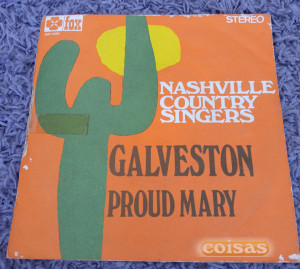 fox
STEREO
NASHVILLE
COUNTRY
SINGERS
GALVESTON
PROUD MARY
coisas